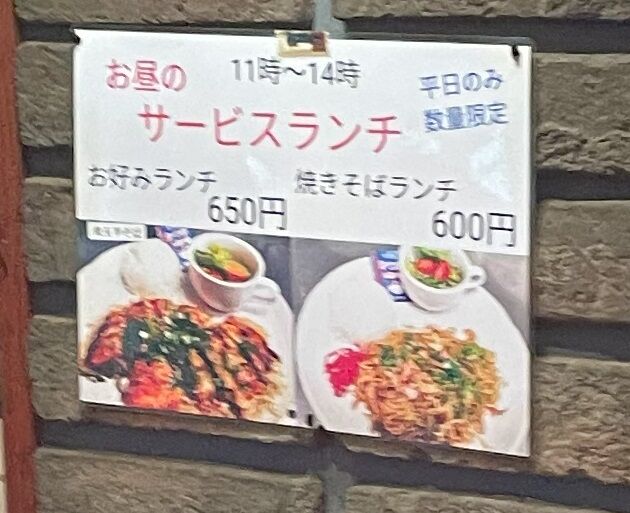 お昼の 11時〜14時 平日のみ
サービスランチ 数量限定
お好みランチ 焼きそばランチ
650円 600円